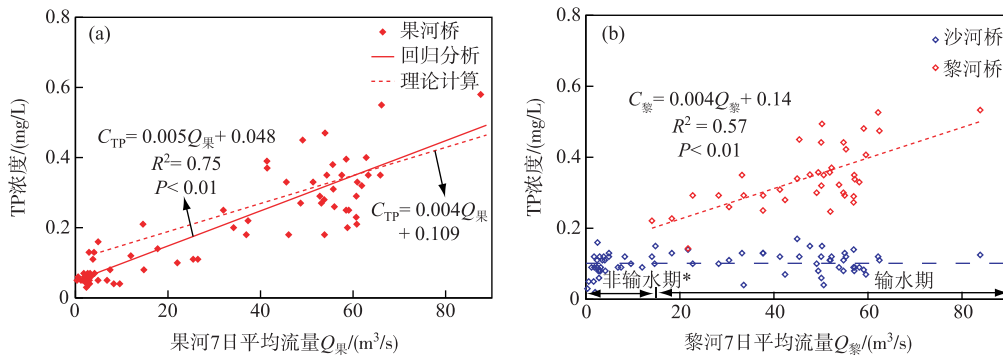 (a)
果河桥
回归分析
理论计算
C_TP = 0.005Q_果 + 0.048
R² = 0.75
P < 0.01
C_TP = 0.004Q_果
+ 0.109
TP浓度/(mg/L)
0.8
0.6
0.4
0.2
0
0 20 40 60 80
果河7日平均流量Q_果/(m³/s)
(b)
沙河桥
黎河桥
C_黎 = 0.004Q_黎 + 0.14
R² = 0.57
P < 0.01
非输水期*
输水期
TP浓度/(mg/L)
0.8
0.6
0.4
0.2
0
0 20 40 60 80
黎河7日平均流量Q_黎/(m³/s)